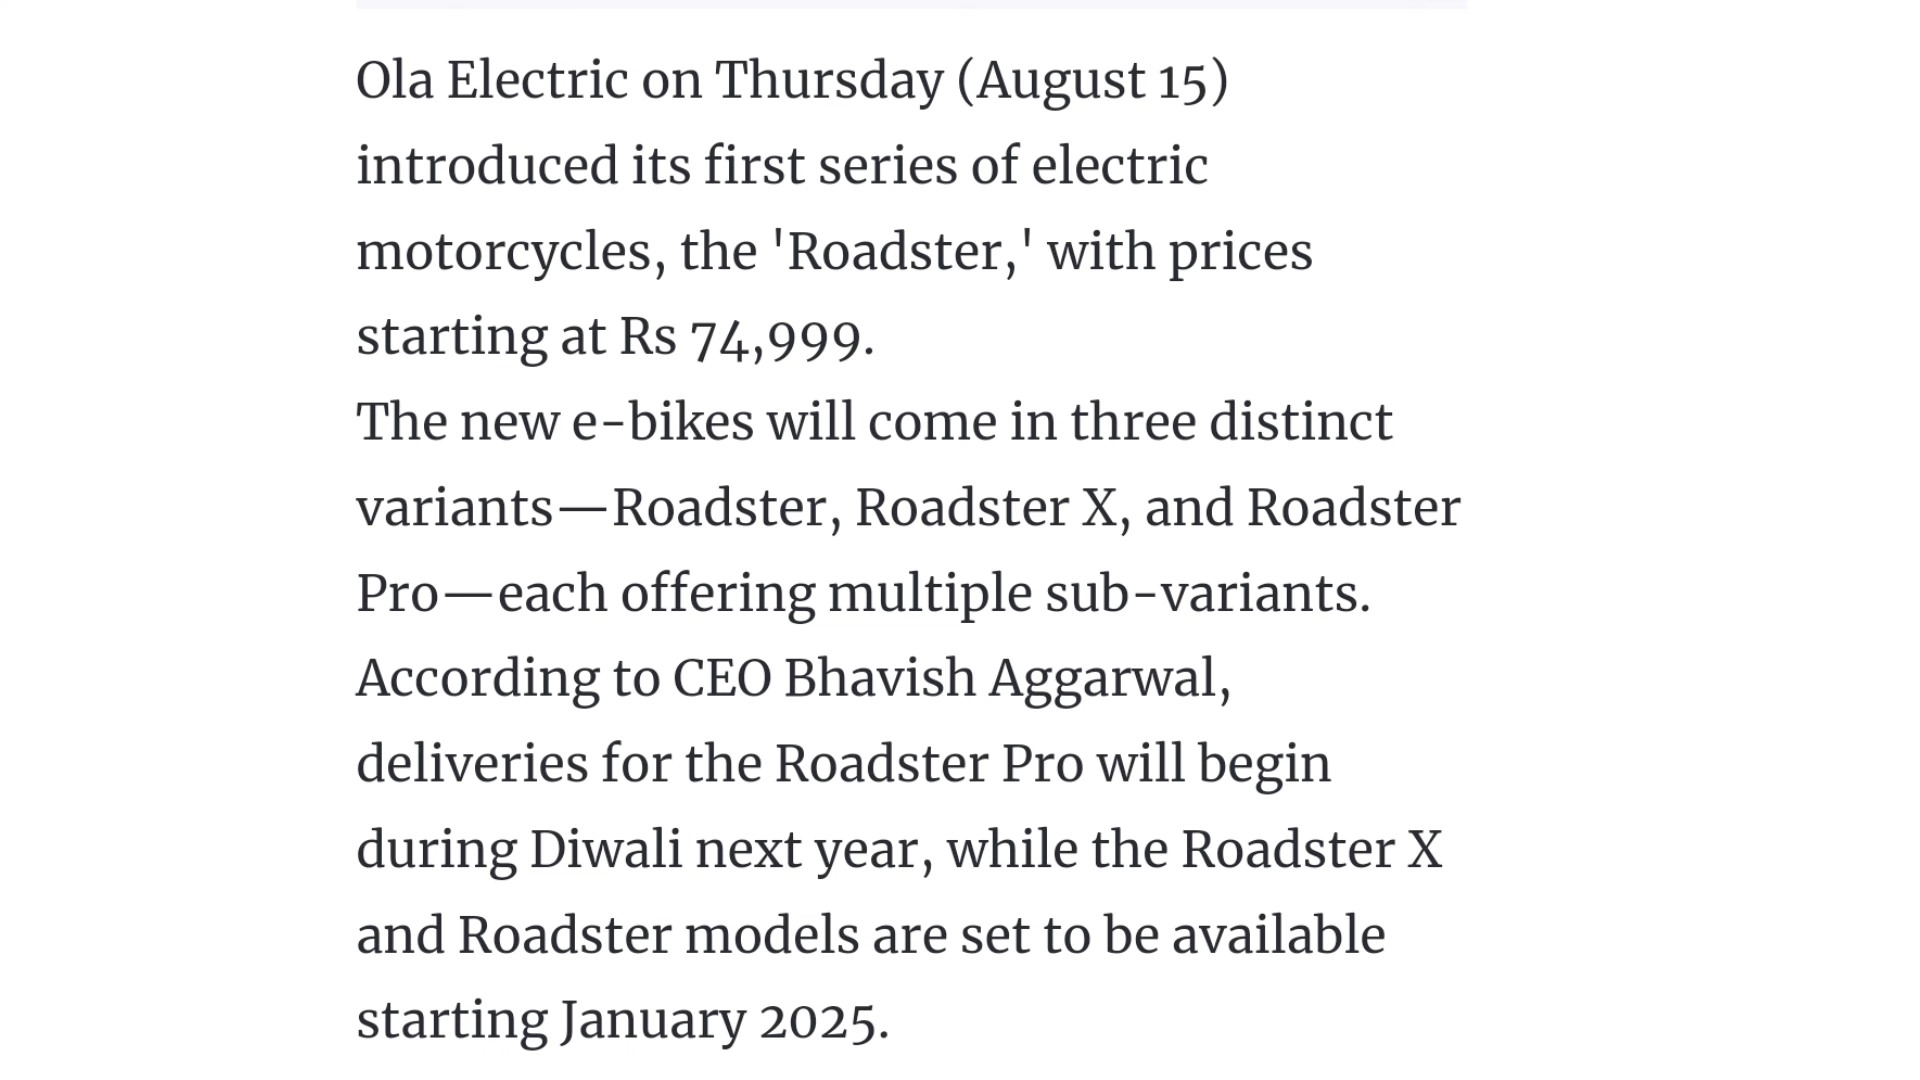 Ola Electric on Thursday (August 15)
introduced its first series of electric
motorcycles, the 'Roadster,' with prices
starting at Rs 74,999.
The new e-bikes will come in three distinct
variants—Roadster, Roadster X, and Roadster
Pro—each offering multiple sub-variants.
According to CEO Bhavish Aggarwal,
deliveries for the Roadster Pro will begin
during Diwali next year, while the Roadster X
and Roadster models are set to be available
starting January 2025.